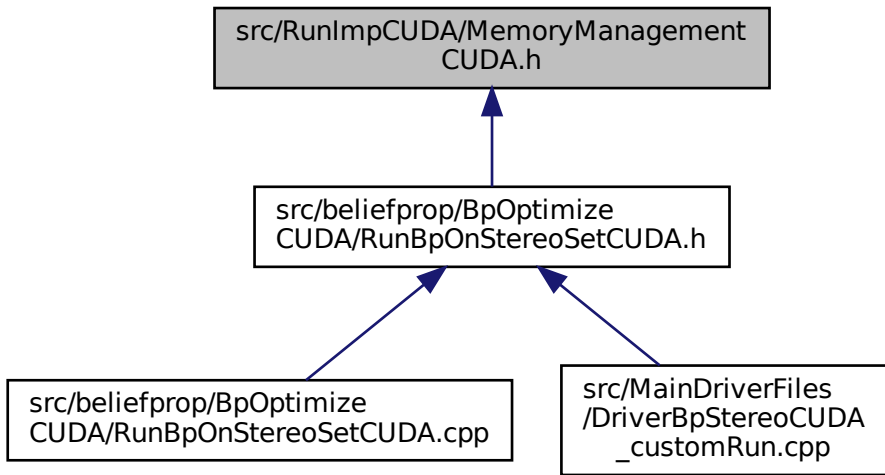 src/RunImpCUDA/MemoryManagement
CUDA.h
src/beliefprop/BpOptimize
CUDA/RunBpOnStereoSetCUDA.h
src/beliefprop/BpOptimize
CUDA/RunBpOnStereoSetCUDA.cpp
src/MainDriverFiles
/DriverBpStereoCUDA
_customRun.cpp